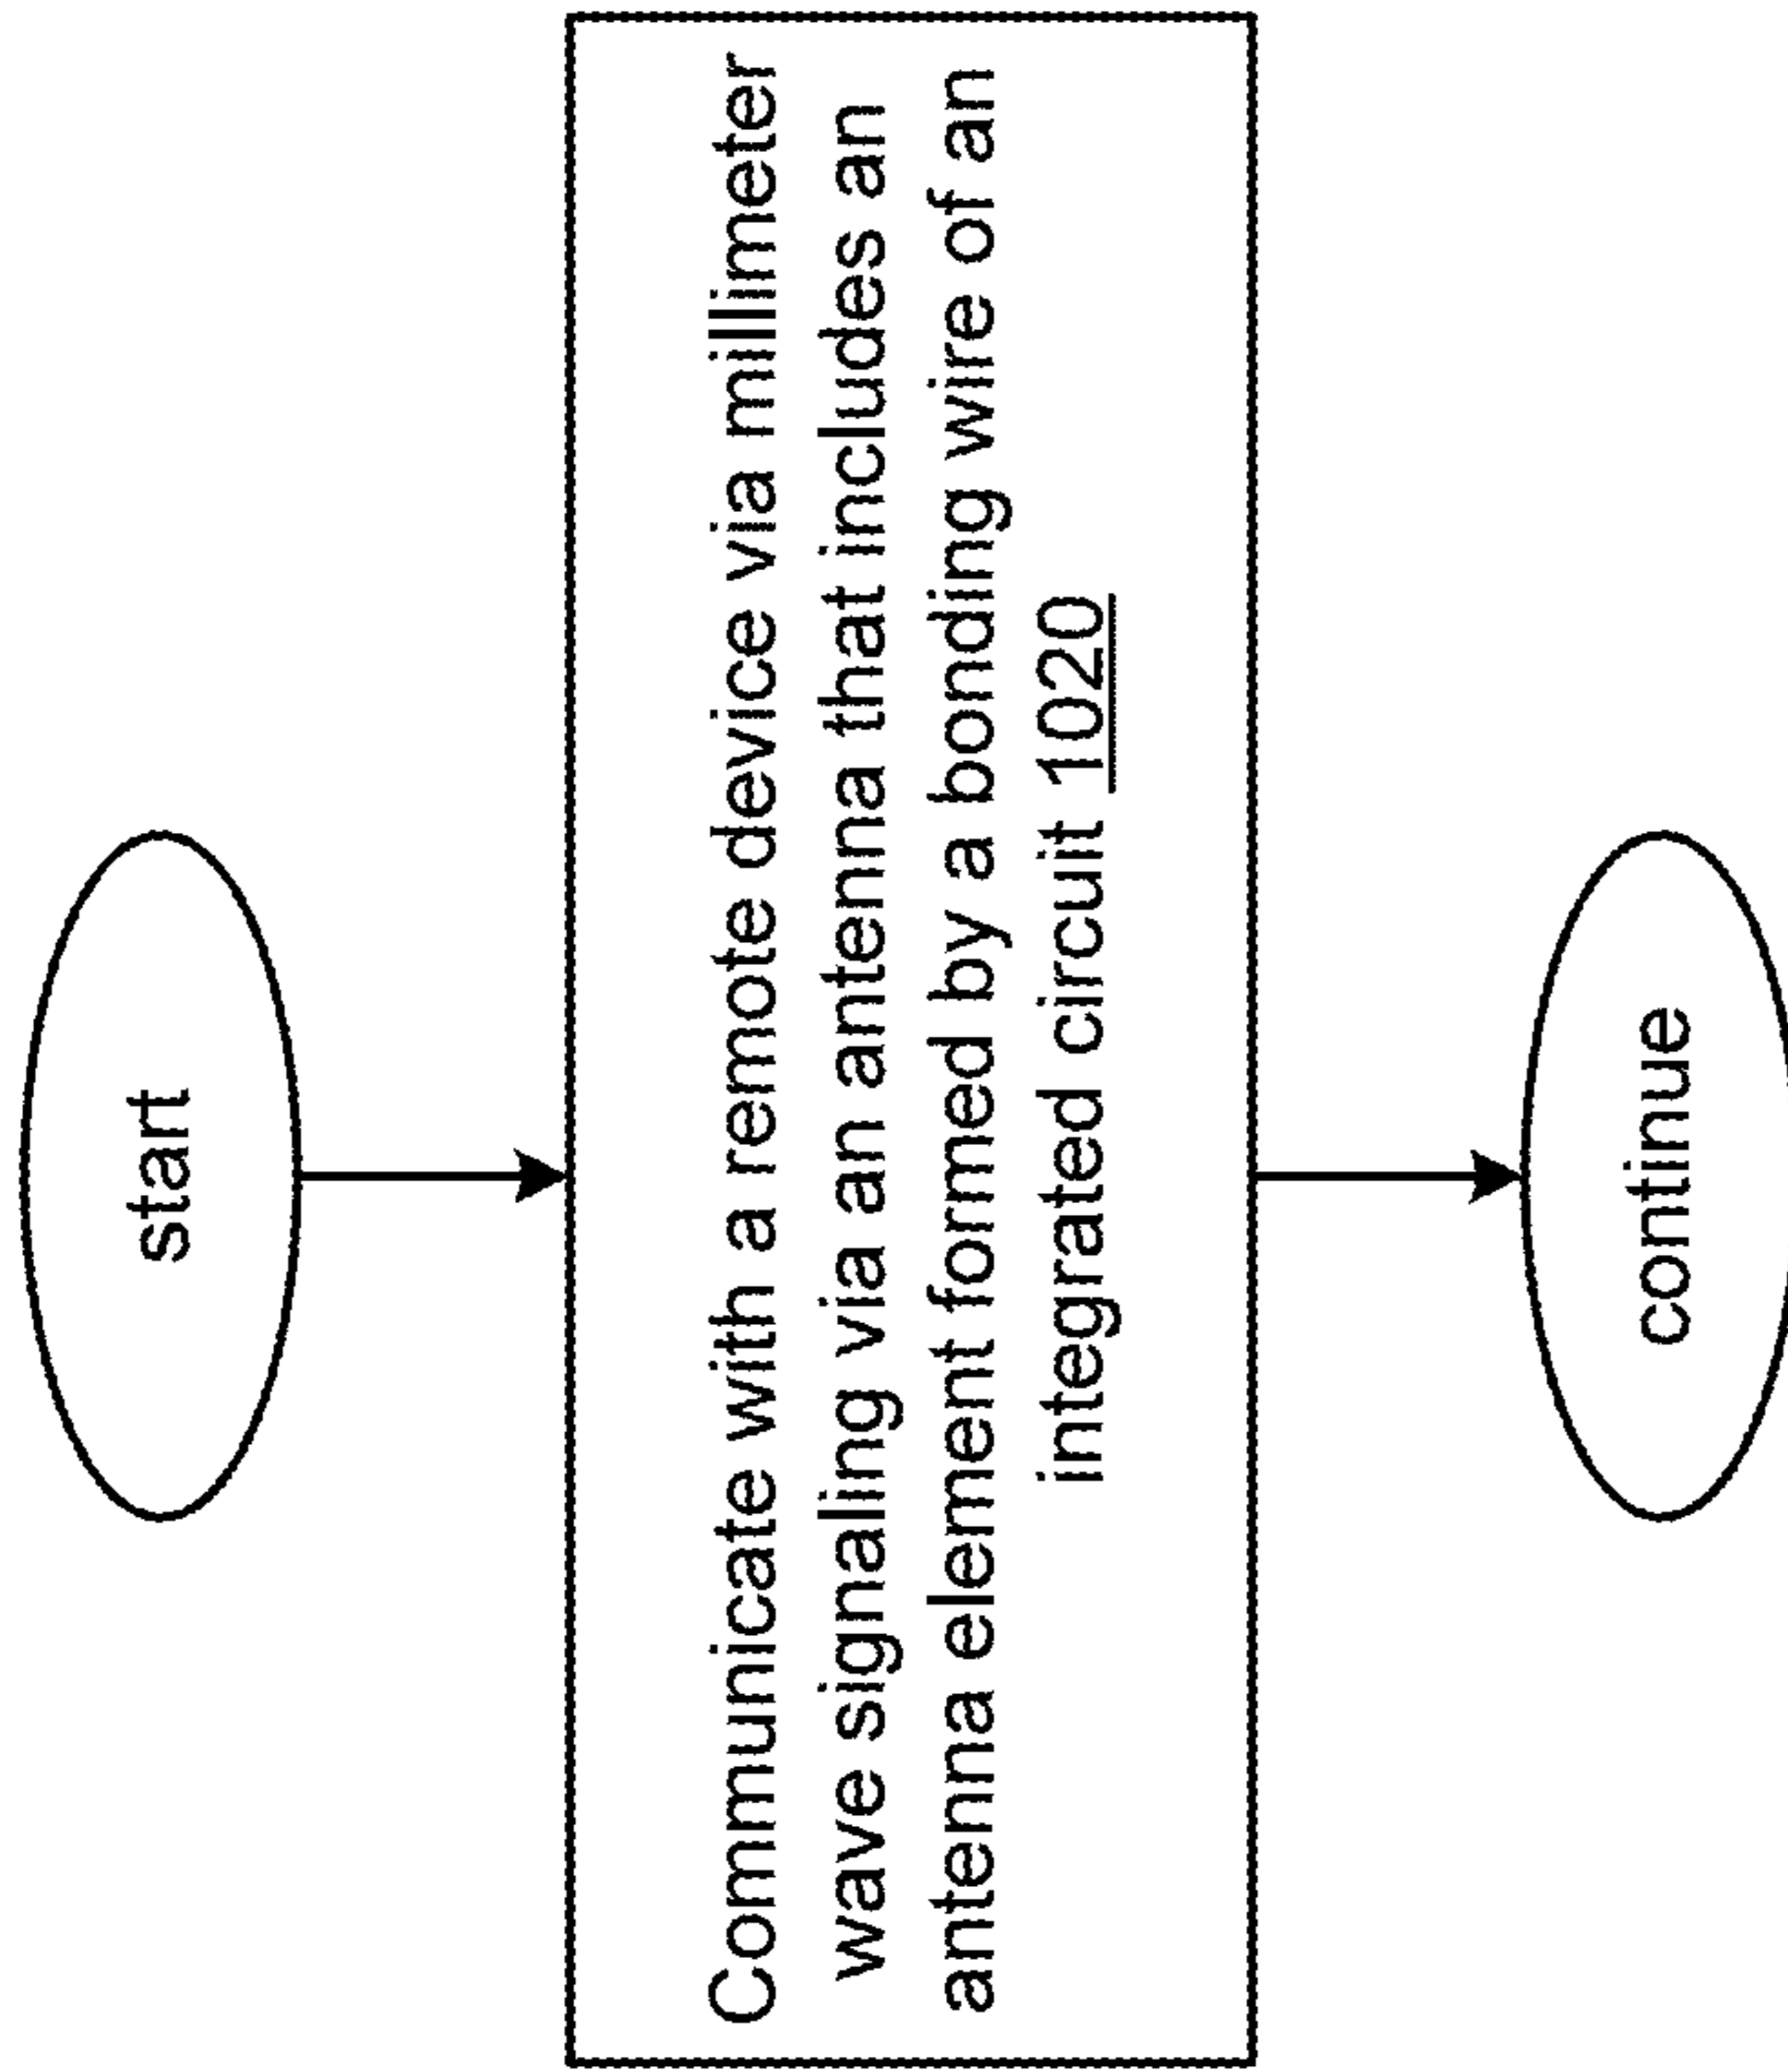 start
Communicate with a remote device via millimeter
wave signaling via an antenna that includes an
antenna element formed by a bonding wire of an
integrated circuit 1020
continue